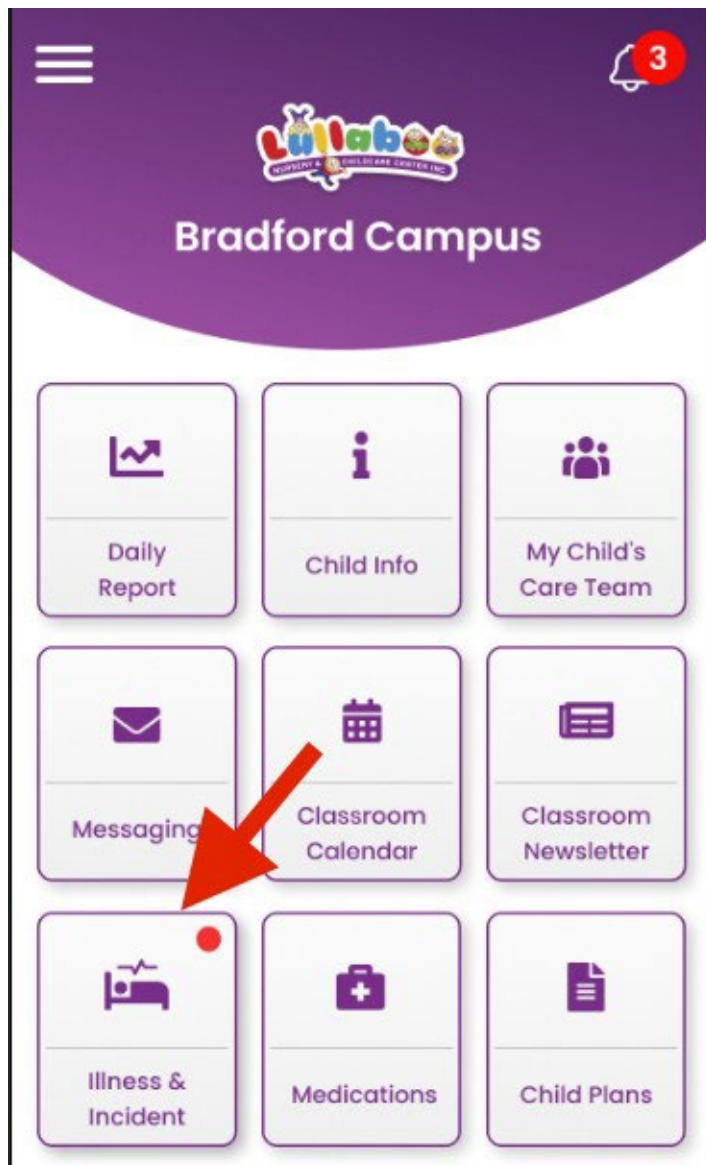 3
Lullaboo
NURSERY & CHILDCARE CENTER INC
Bradford Campus
Daily
Report
Child Info
My Child's
Care Team
Messaging
Classroom
Calendar
Classroom
Newsletter
Illness &
Incident
Medications
Child Plans